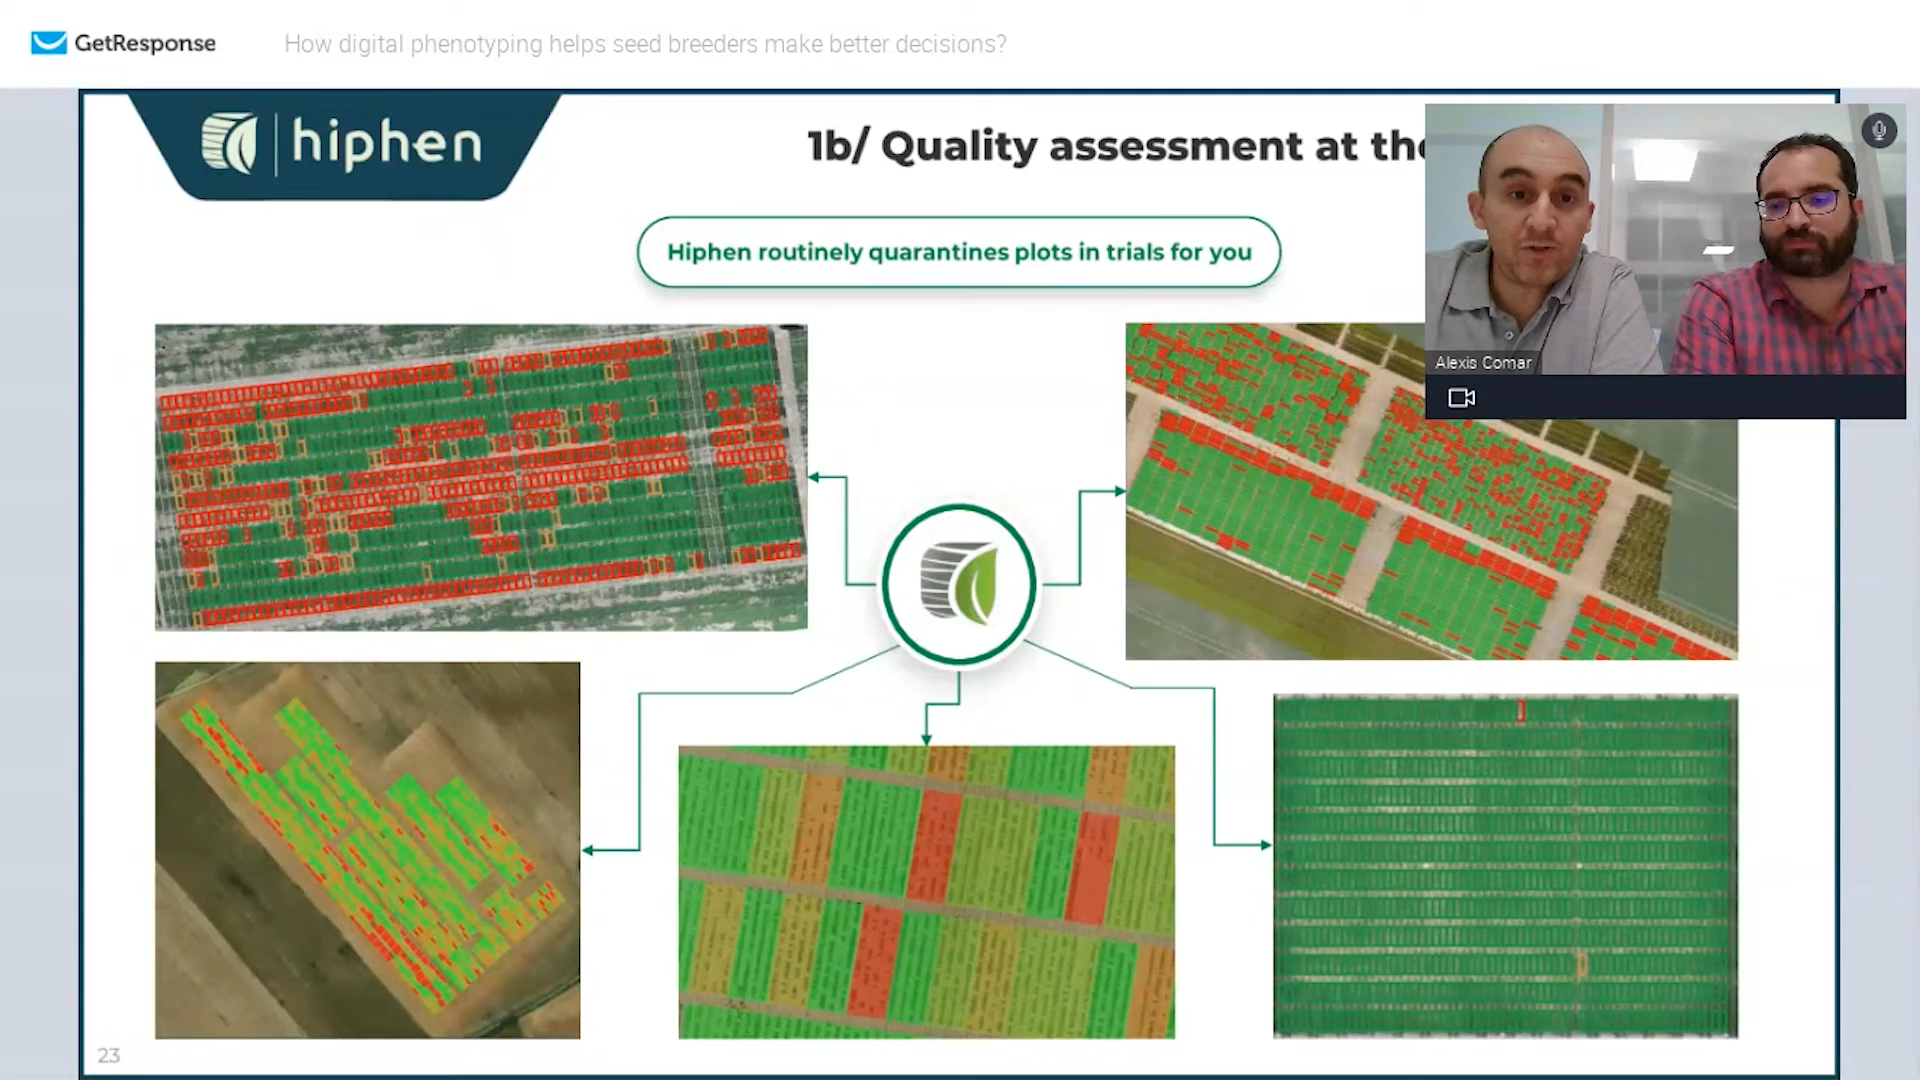 GetResponse
How digital phenotyping helps seed breeders make better decisions?
hiphen
1b/ Quality assessment at the
Hiphen routinely quarantines plots in trials for you
Alexis Comar
23